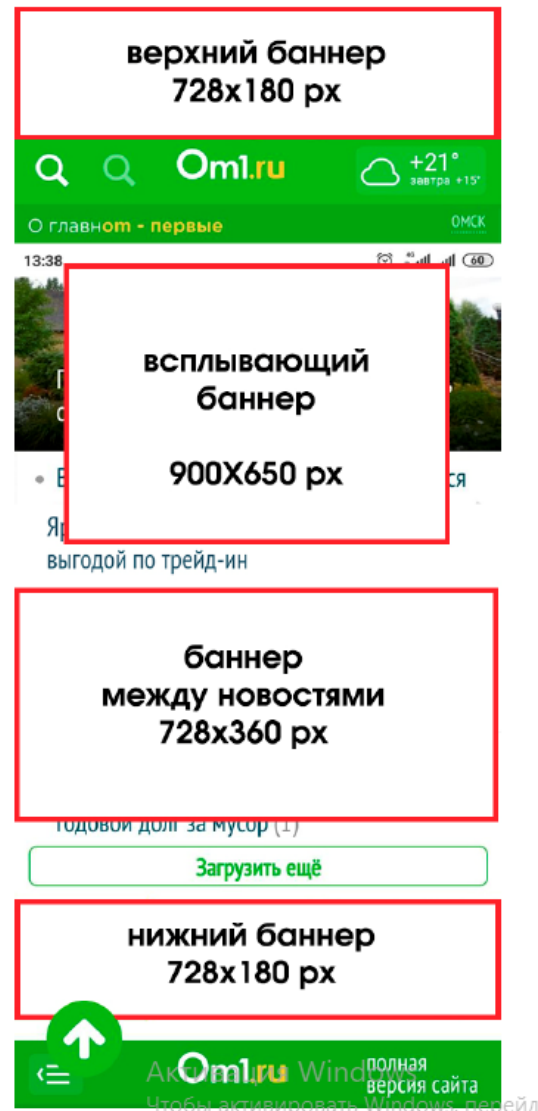 верхний баннер
728x180 px
Om1.ru
+21°
завтра +15°
О главном - первые
ОМСК
13:38
60
всплывающий
баннер
900X650 px
ся
выгодой по трейд-ин
баннер
между новостями
728x360 px
годовой долг за мусор (1)
Загрузить ещё
нижний баннер
728x180 px
Om1.ru
полная
версия сайта
Активация Windows
Чтобы активировать Windows, перейд